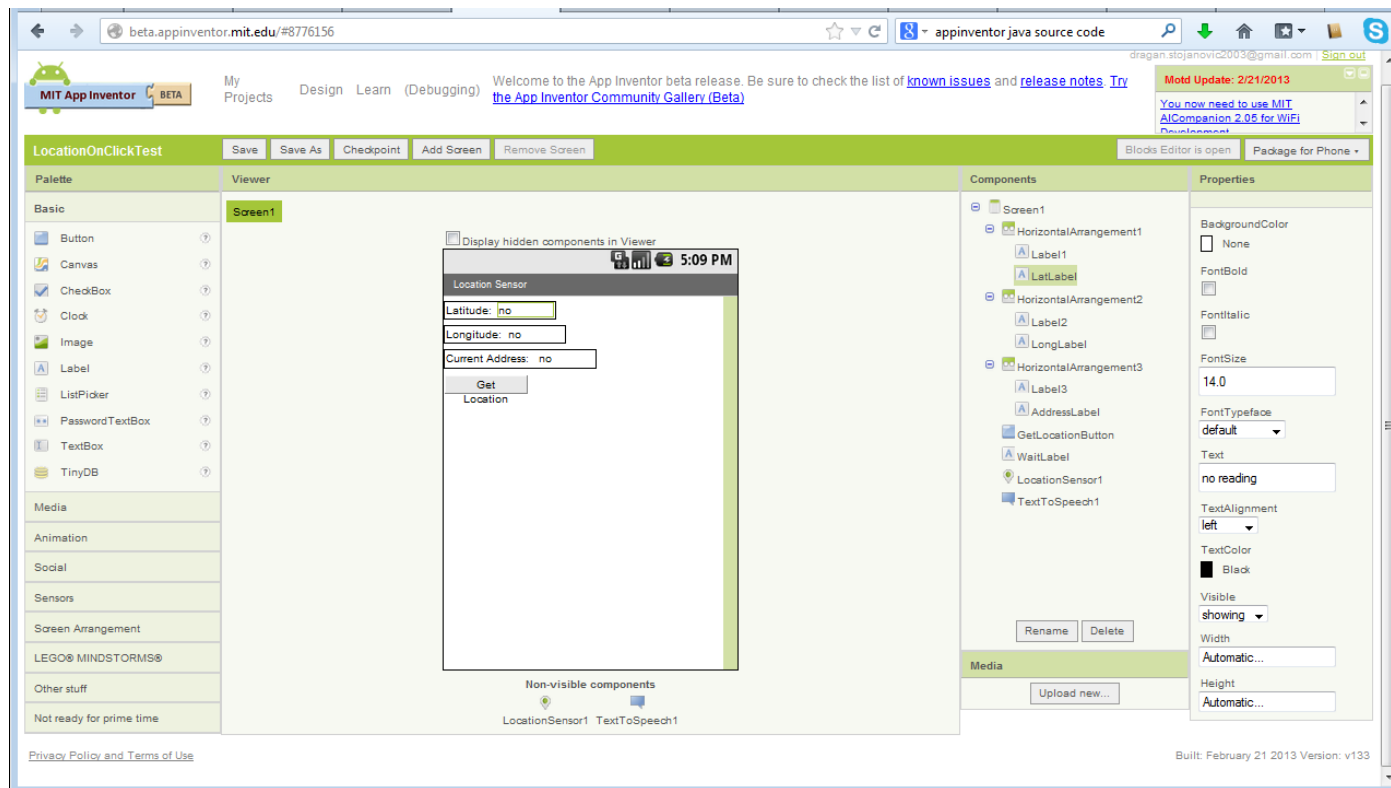 beta.appinventor.mit.edu/#8776156
appinventor java source code
dragan.stojanovic2003@gmail.com | Sign out
MIT App Inventor BETA
My Projects
Design Learn (Debugging)
Welcome to the App Inventor beta release. Be sure to check the list of known issues and release notes. Try
the App Inventor Community Gallery (Beta)
Motd Update: 2/21/2013
You now need to use MIT
AICompanion 2.05 for WiFi
Development
LocationOnClickTest
Save
Save As
Checkpoint
Add Screen
Remove Screen
Blocks Editor is open
Package for Phone
Palette
Basic
Button
Canvas
CheckBox
Clock
Image
Label
ListPicker
PasswordTextBox
TextBox
TinyDB
Media
Animation
Social
Sensors
Screen Arrangement
LEGO® MINDSTORMS®
Other stuff
Not ready for prime time
Viewer
Screen1
Display hidden components in Viewer
5:09 PM
Location Sensor
Latitude: no
Longitude: no
Current Address: no
Get
Location
Non-visible components
LocationSensor1 TextToSpeech1
Components
Screen1
HorizontalArrangement1
Label1
LatLabel
HorizontalArrangement2
Label2
LongLabel
HorizontalArrangement3
Label3
AddressLabel
GetLocationButton
WaitLabel
LocationSensor1
TextToSpeech1
Rename
Delete
Media
Upload new...
Properties
BackgroundColor
None
FontBold
FontItalic
FontSize
14.0
FontTypeface
default
Text
no reading
TextAlignment
left
TextColor
Black
Visible
showing
Width
Automatic...
Height
Automatic...
Privacy Policy and Terms of Use
Built: February 21 2013 Version: v133